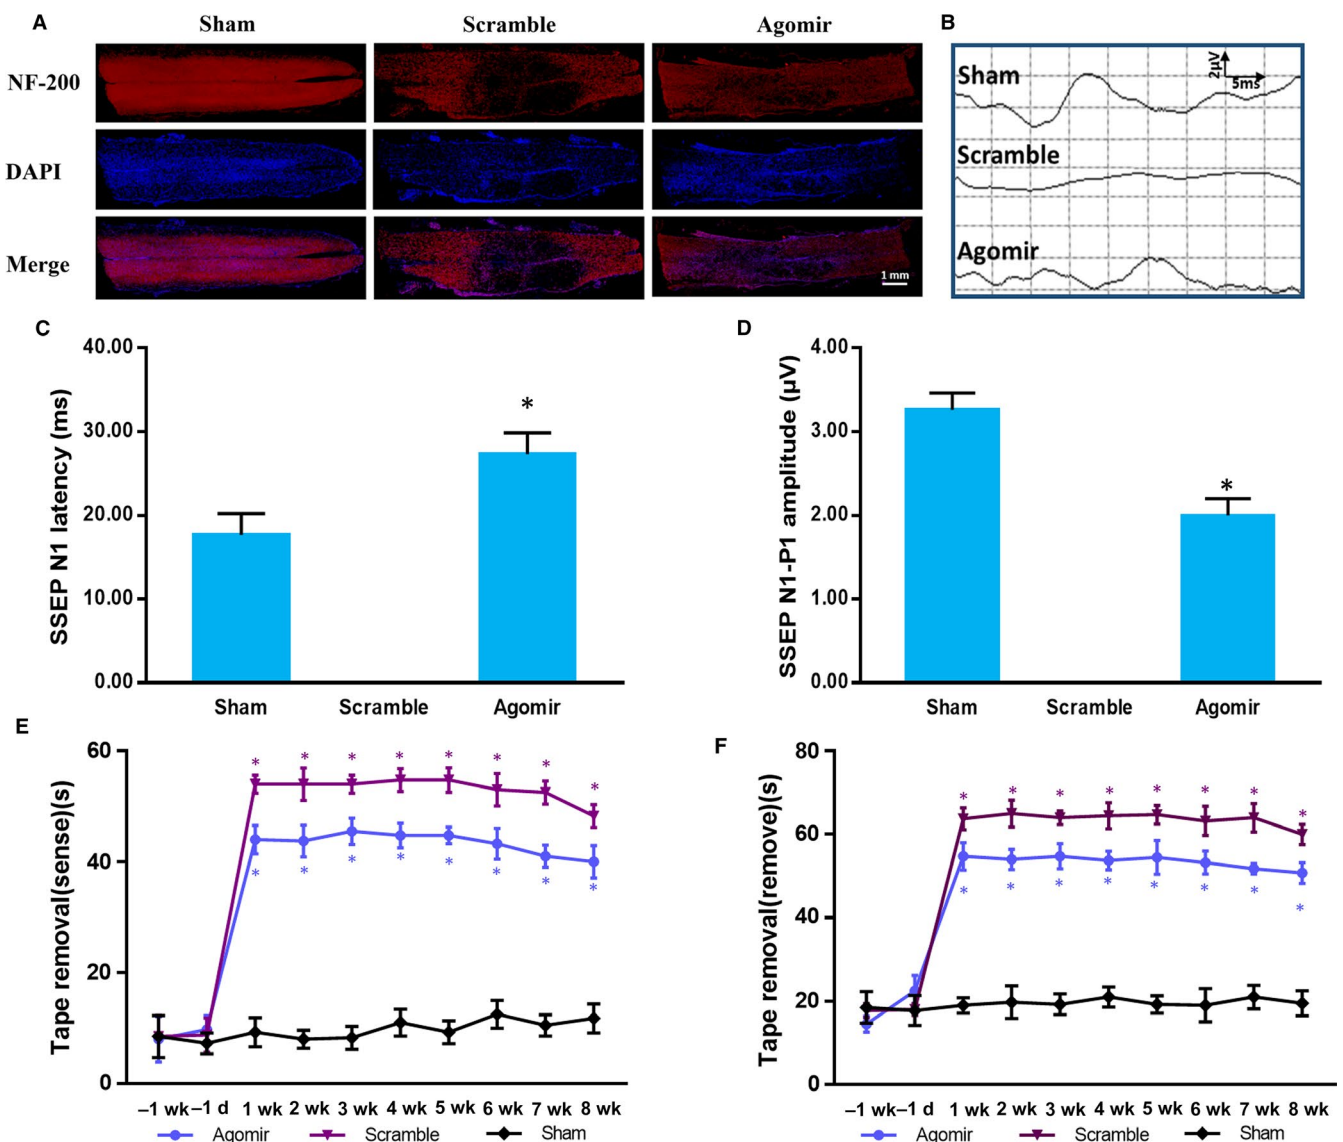 A Sham Scramble Agomir
NF-200
DAPI
Merge
1 mm
B
Sham
2µV
5ms
Scramble
Agomir
C
SSEP N1 latency (ms)
40.00
30.00
20.00
10.00
0.00
*
Sham Scramble Agomir
D
SSEP N1-P1 amplitude (µV)
4.00
3.00
2.00
1.00
0.00
*
Sham Scramble Agomir
E
Tape removal(sense)(s)
60
40
20
0
* * * * * * * *
* * * * * * * *
–1 wk –1 d 1 wk 2 wk 3 wk 4 wk 5 wk 6 wk 7 wk 8 wk
Agomir Scramble Sham
F
Tape removal(remove)(s)
80
60
40
20
0
* * * * * * * *
* * * * * * * *
–1 wk –1 d 1 wk 2 wk 3 wk 4 wk 5 wk 6 wk 7 wk 8 wk
Agomir Scramble Sham